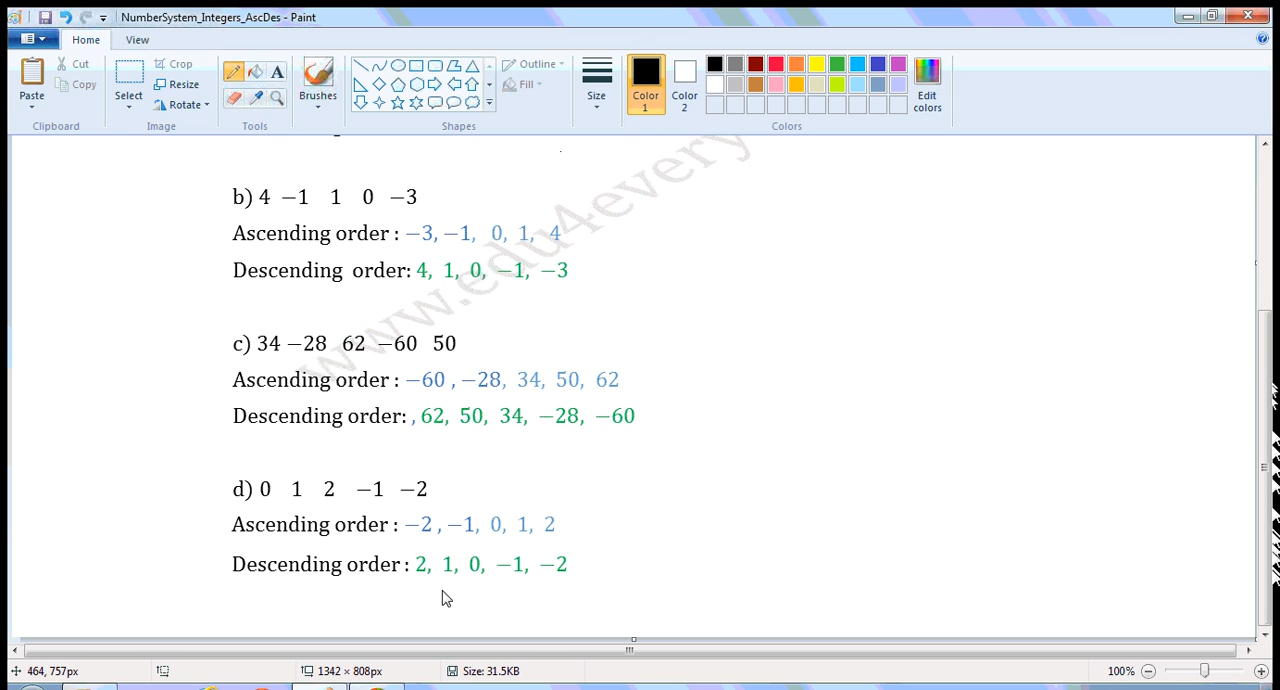 NumberSystem_Integers_AscDes - Paint
Home View
Paste
Cut
Copy
Clipboard
Select
Crop
Resize
Rotate
Image
Tools
Brushes
Shapes
Outline
Fill
Size
Color 1
Color 2
Edit colors
Colors
www.edu4every
b) 4 −1 1 0 −3
Ascending order : −3, −1, 0, 1, 4
Descending order: 4, 1, 0, −1, −3
c) 34 −28 62 −60 50
Ascending order : −60 , −28, 34, 50, 62
Descending order: , 62, 50, 34, −28, −60
d) 0 1 2 −1 −2
Ascending order : −2 , −1, 0, 1, 2
Descending order : 2, 1, 0, −1, −2
464, 757px 1342 × 808px Size: 31.5KB 100%